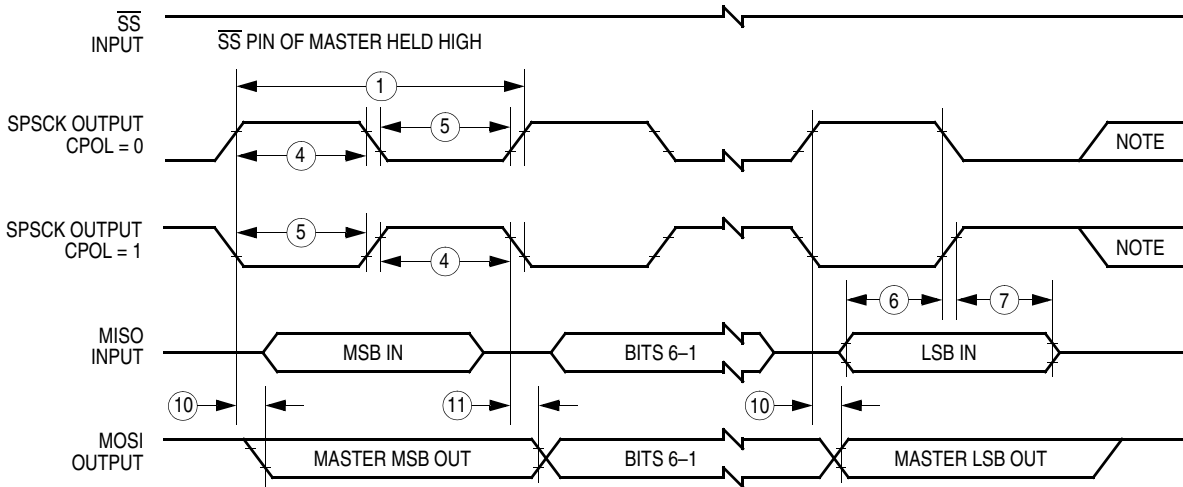 SS
INPUT
SS PIN OF MASTER HELD HIGH
1
SPSCK OUTPUT
CPOL = 0
5
4
NOTE
SPSCK OUTPUT
CPOL = 1
5
4
NOTE
6
7
MISO
INPUT
MSB IN
BITS 6–1
LSB IN
10
11
10
MOSI
OUTPUT
MASTER MSB OUT
BITS 6–1
MASTER LSB OUT